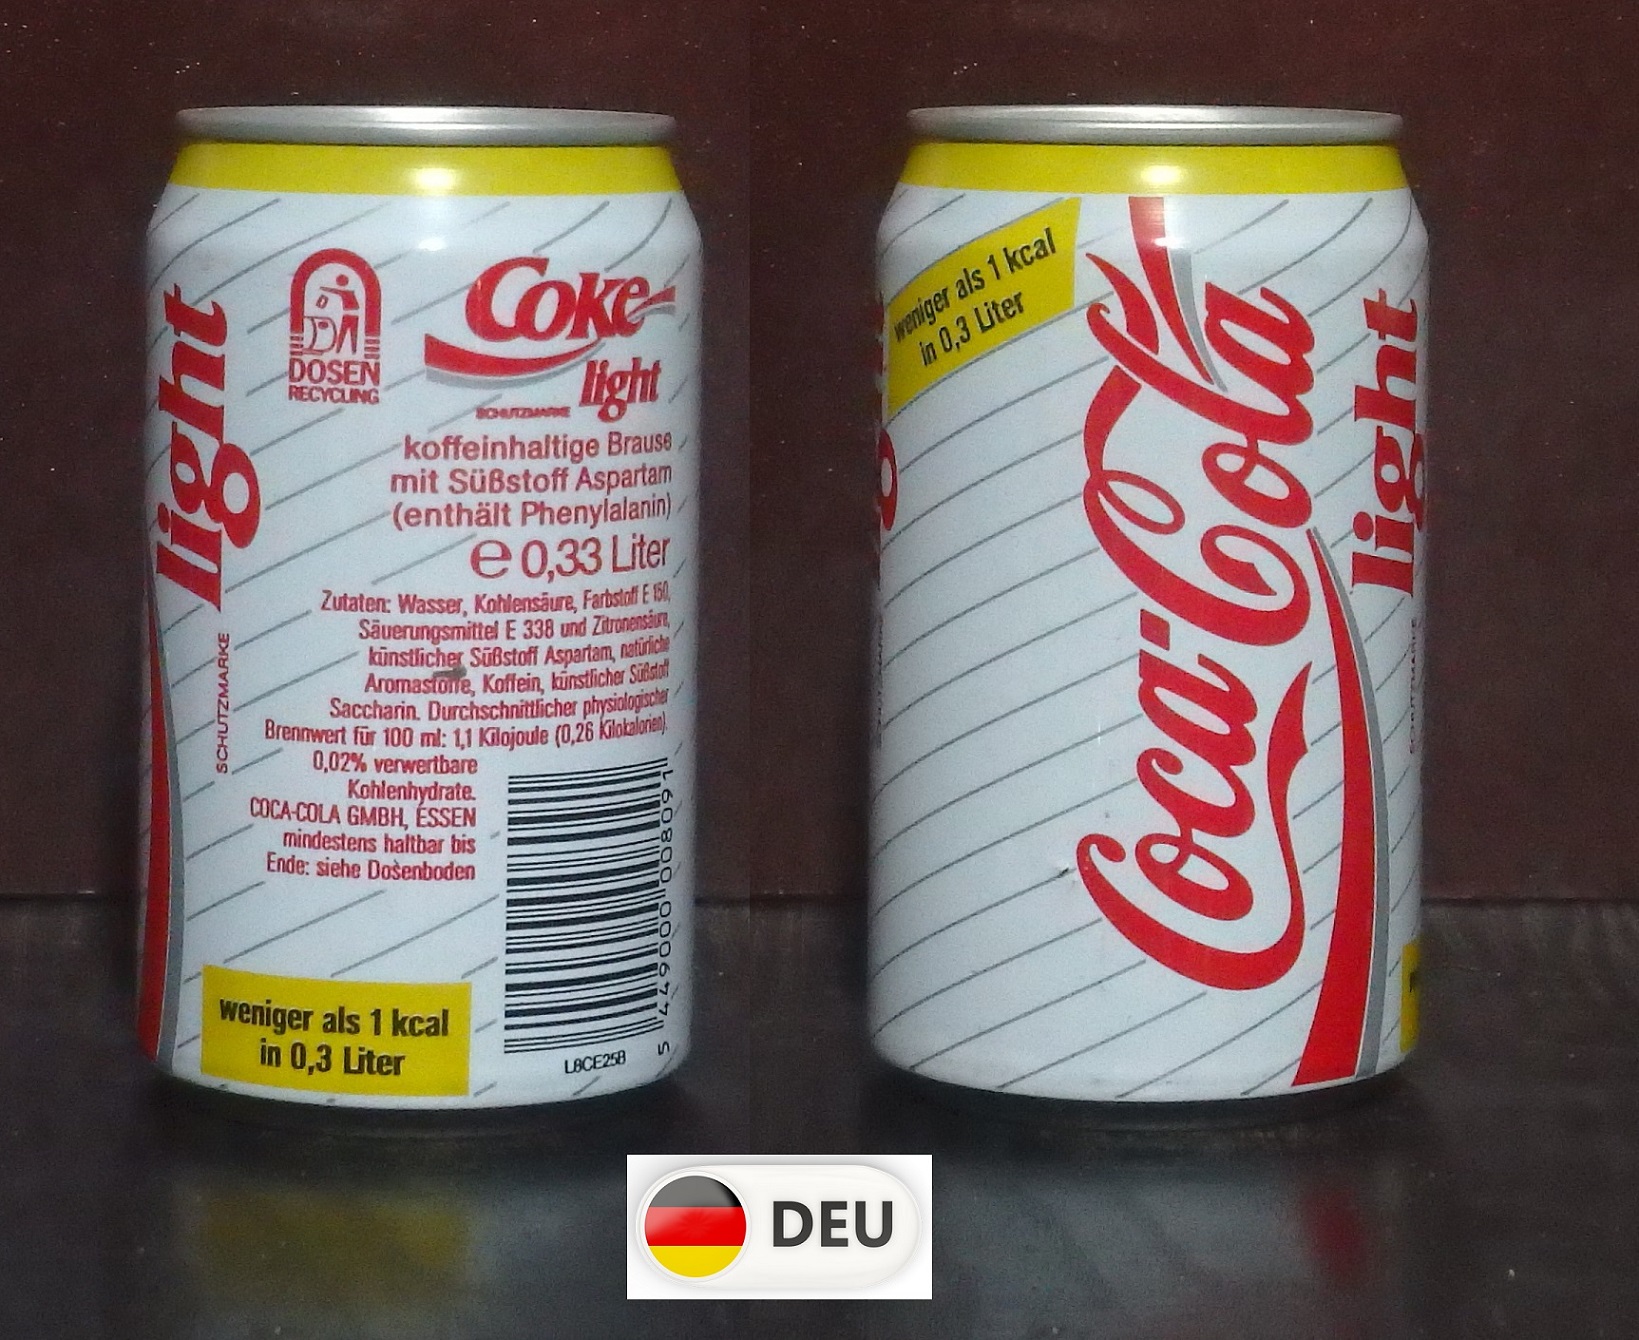 light
SCHUTZMARKE
DOSEN
RECYCLING
Coke
light
SCHUTZMARKE
koffeinhaltige Brause
mit Süßstoff Aspartam
(enthält Phenylalanin)
e 0,33 Liter
Zutaten: Wasser, Kohlensäure, Farbstoff E 150,
Säuerungsmittel E 338 und Zitronensäure,
künstlicher Süßstoff Aspartam, natürliche
Aromastoffe, Koffein, künstlicher Süßstoff
Saccharin. Durchschnittlicher physiologischer
Brennwert für 100 ml: 1,1 Kilojoule (0,26 Kilokalorien).
0,02% verwertbare
Kohlenhydrate.
COCA-COLA GMBH, ESSEN
mindestens haltbar bis
Ende: siehe Dosenboden
5 449000 008091
L8CE25B
weniger als 1 kcal
in 0,3 Liter
weniger als 1 kcal
in 0,3 Liter
Coca-Cola
light
SCHUTZMARKE
DEU